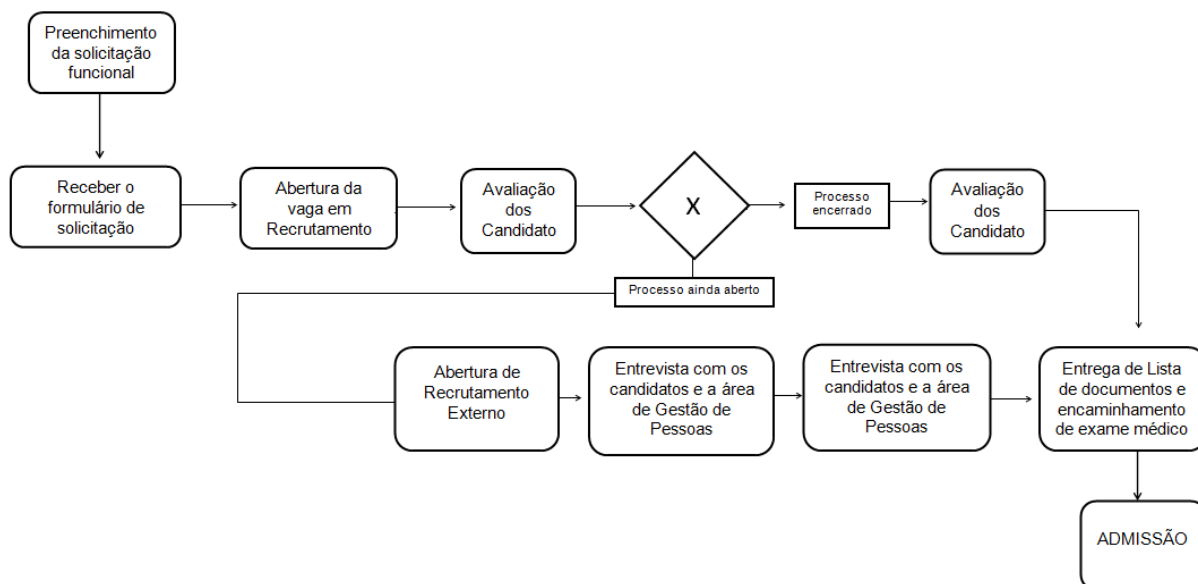 Preenchimento
da solicitação
funcional
Receber o
formulário de
solicitação
Abertura da
vaga em
Recrutamento
Avaliação
dos
Candidato
X
Processo
encerrado
Avaliação
dos
Candidato
Processo ainda aberto
Abertura de
Recrutamento
Externo
Entrevista com os
candidatos e a área
de Gestão de
Pessoas
Entrevista com os
candidatos e a área
de Gestão de
Pessoas
Entrega de Lista
de documentos e
encaminhamento
de exame médico
ADMISSÃO